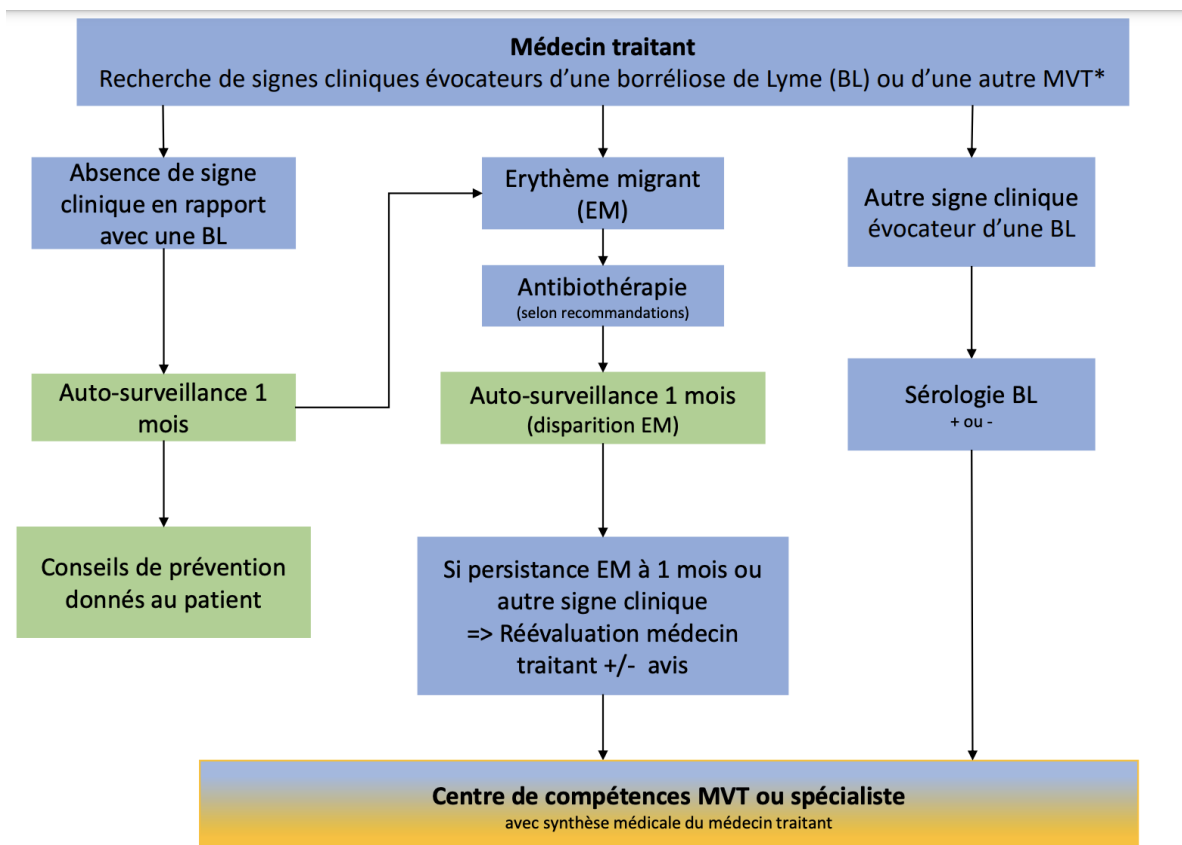 Médecin traitant
Recherche de signes cliniques évocateurs d’une borréliose de Lyme (BL) ou d’une autre MVT*
Absence de signe
clinique en rapport
avec une BL
Erythème migrant
(EM)
Autre signe clinique
évocateur d’une BL
Antibiothérapie
(selon recommandations)
Auto-surveillance 1
mois
Auto-surveillance 1 mois
(disparition EM)
Sérologie BL
+ ou -
Conseils de prévention
donnés au patient
Si persistance EM à 1 mois ou
autre signe clinique
=> Réévaluation médecin
traitant +/- avis
Centre de compétences MVT ou spécialiste
avec synthèse médicale du médecin traitant